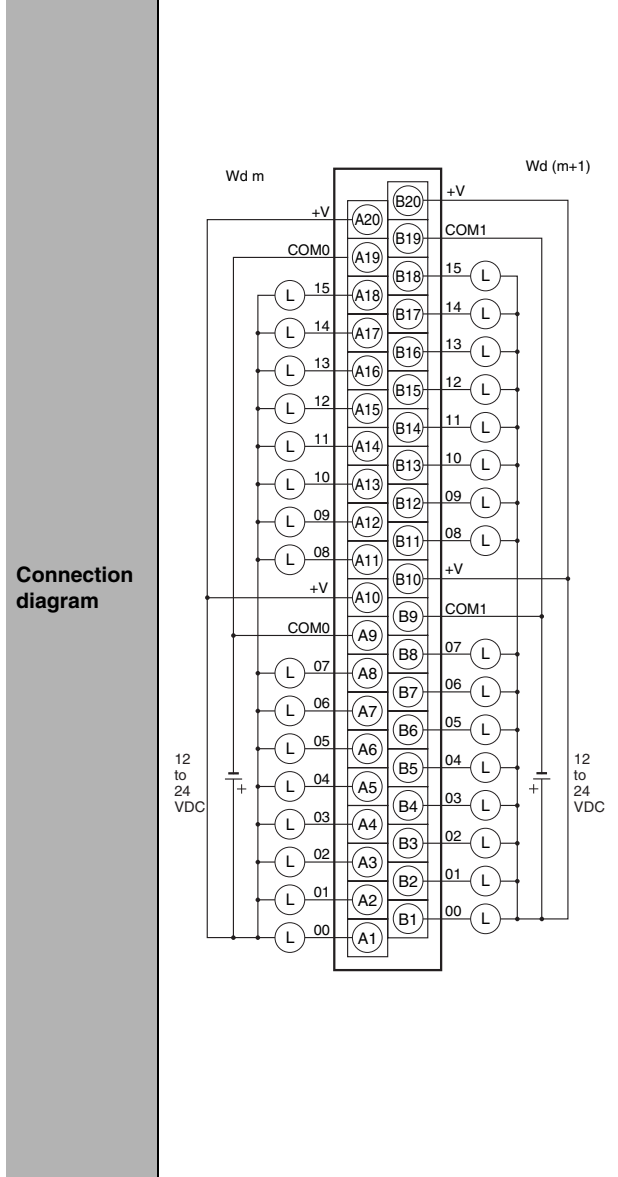 Connection
diagram
Wd m
Wd (m+1)
+V A20 B20 +V
COM0 A19 B19 COM1
L 15 A18 B18 15 L
L 14 A17 B17 14 L
L 13 A16 B16 13 L
L 12 A15 B15 12 L
L 11 A14 B14 11 L
L 10 A13 B13 10 L
L 09 A12 B12 09 L
L 08 A11 B11 08 L
+V A10 B10 +V
COM0 A9 B9 COM1
L 07 A8 B8 07 L
L 06 A7 B7 06 L
L 05 A6 B6 05 L
L 04 A5 B5 04 L
L 03 A4 B4 03 L
L 02 A3 B3 02 L
L 01 A2 B2 01 L
L 00 A1 B1 00 L
12
to
24
VDC
+
12
to
24
VDC
+